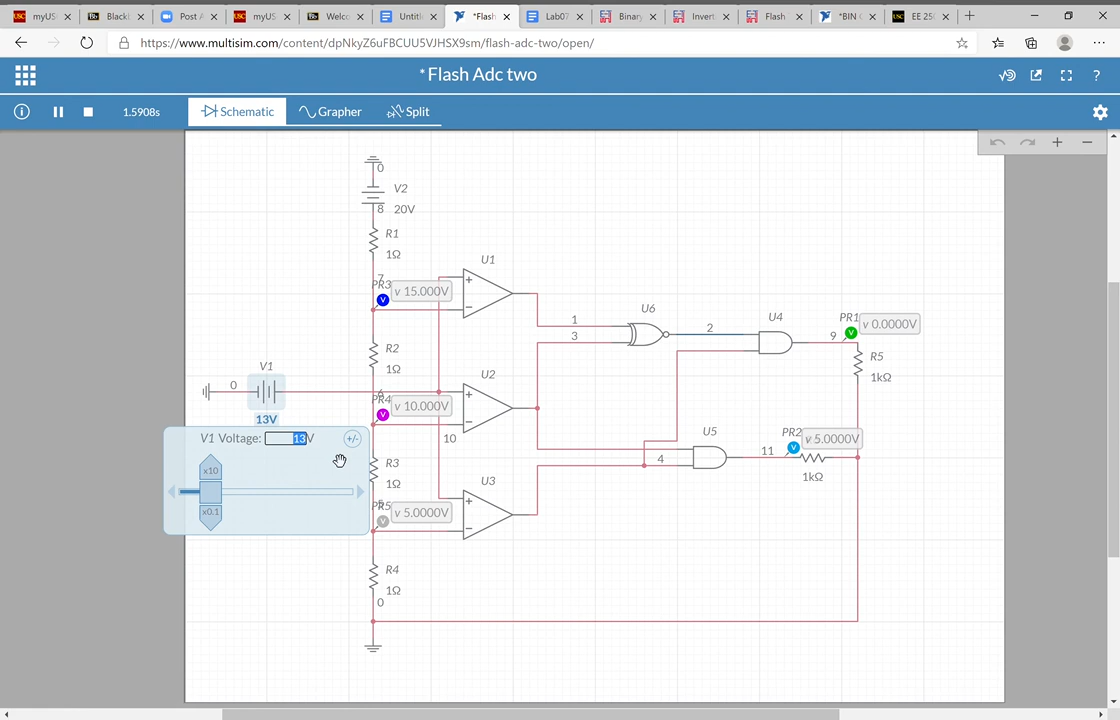 myUS
Black
Post A
myUS
Welco
Untitl
*Flash
Lab07
Binary
Invert
Flash
*BIN C
EE 250
https://www.multisim.com/content/dpNkyZ6uFBCUU5VJHSX9sm/flash-adc-two/open/
*Flash Adc two
1.5908s
Schematic
Grapher
Split
0
V2
8
20V
R1
1Ω
U1
7
PR3
V
v 15.000V
+
−
1
3
U6
2
U4
9
PR1
V
v 0.0000V
R5
1kΩ
R2
1Ω
V1
0
13V
U2
PR4
V
v 10.000V
+
−
10
U5
4
11
PR2
V
v 5.0000V
1kΩ
V1 Voltage: 13 V
+/-
x10
x0.1
R3
1Ω
U3
V
v 5.0000V
+
−
R4
1Ω
0